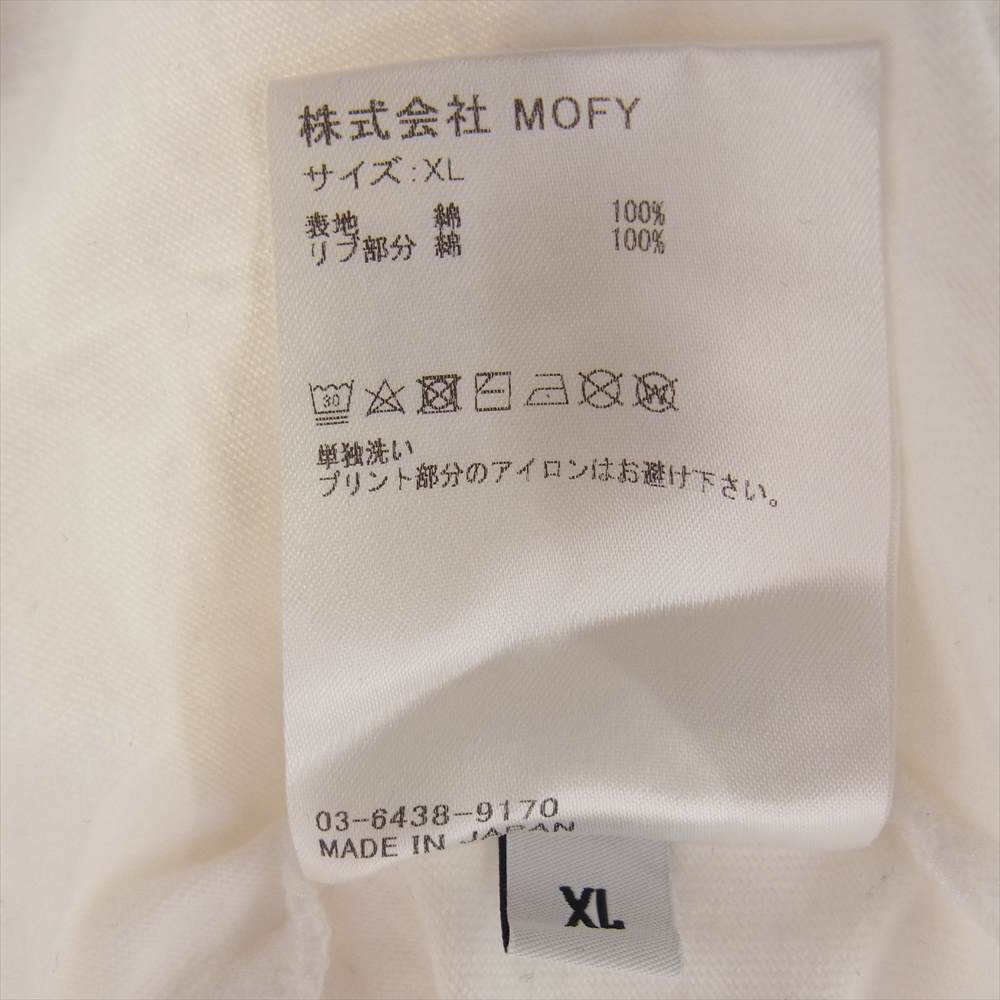 株式会社 MOFY
サイズ:XL
表地 綿 100%
リブ部分 綿 100%
30 W
単独洗い
プリント部分のアイロンはお避け下さい。
03-6438-9170
MADE IN JAPAN
XL